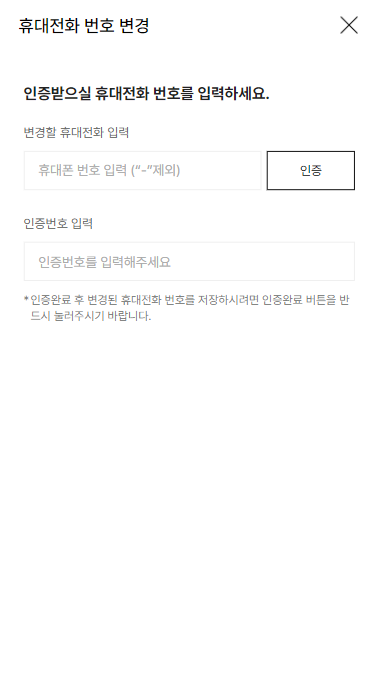 휴대전화 번호 변경
인증받으실 휴대전화 번호를 입력하세요.
변경할 휴대전화 입력
휴대폰 번호 입력 (“-”제외)
인증
인증번호 입력
인증번호를 입력해주세요
*인증완료 후 변경된 휴대전화 번호를 저장하시려면 인증완료 버튼을 반
드시 눌러주시기 바랍니다.